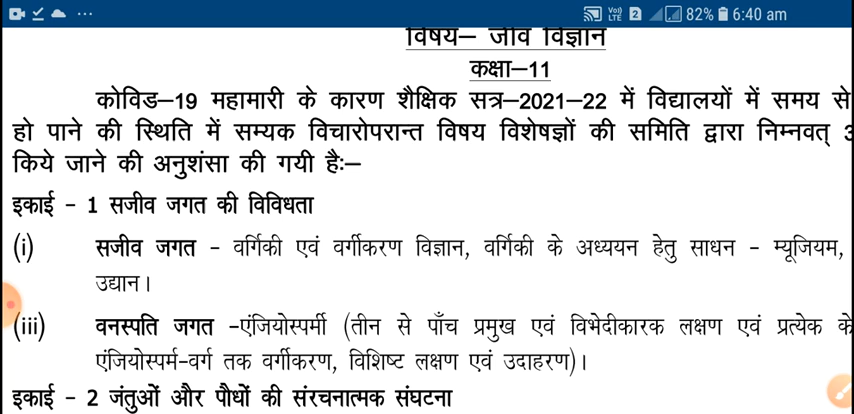 82% 6:40 am
विषय– जीव विज्ञान
कक्षा–11
कोविड–19 महामारी के कारण शैक्षिक सत्र–2021–22 में विद्यालयों में समय से
हो पाने की स्थिति में सम्यक विचारोपरान्त विषय विशेषज्ञों की समिति द्वारा निम्नवत्
किये जाने की अनुशंसा की गयी है:–
इकाई - 1 सजीव जगत की विविधता
(i) सजीव जगत - वर्गिकी एवं वर्गीकरण विज्ञान, वर्गिकी के अध्ययन हेतु साधन - म्यूजियम,
उद्यान।
(iii) वनस्पति जगत -एंजियोस्पर्मी (तीन से पाँच प्रमुख एवं विभेदीकारक लक्षण एवं प्रत्येक के
एंजियोस्पर्म-वर्ग तक वर्गीकरण, विशिष्ट लक्षण एवं उदाहरण)।
इकाई - 2 जंतुओं और पौधों की संरचनात्मक संघटना